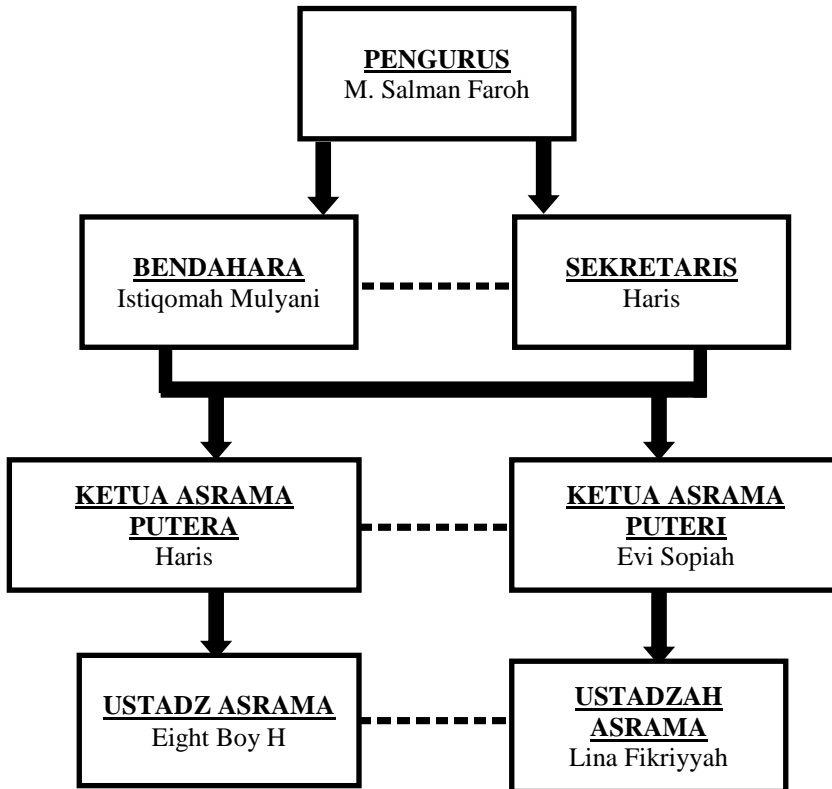 PENGURUS
M. Salman Faroh
BENDAHARA
Istiqomah Mulyani
SEKRETARIS
Haris
KETUA ASRAMA
PUTERA
Haris
KETUA ASRAMA
PUTERI
Evi Sopiah
USTADZ ASRAMA
Eight Boy H
USTADZAH
ASRAMA
Lina Fikriyyah